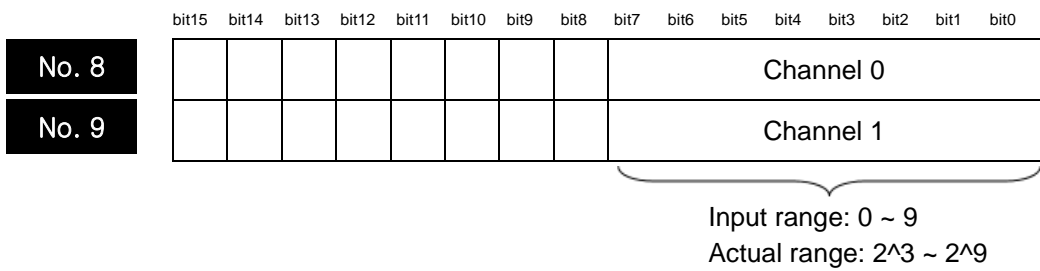 bit15 bit14 bit13 bit12 bit11 bit10 bit9 bit8 bit7 bit6 bit5 bit4 bit3 bit2 bit1 bit0
No. 8 Channel 0
No. 9 Channel 1
Input range: 0 ~ 9
Actual range: 2^3 ~ 2^9